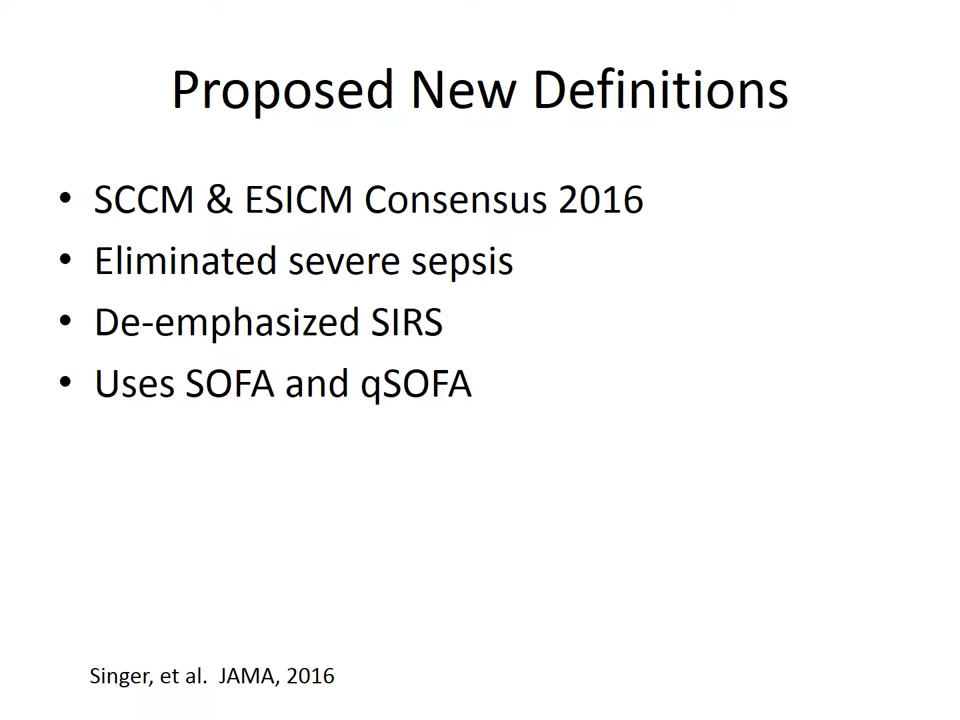 Proposed New Definitions
• SCCM & ESICM Consensus 2016
• Eliminated severe sepsis
• De-emphasized SIRS
• Uses SOFA and qSOFA
Singer, et al.  JAMA, 2016